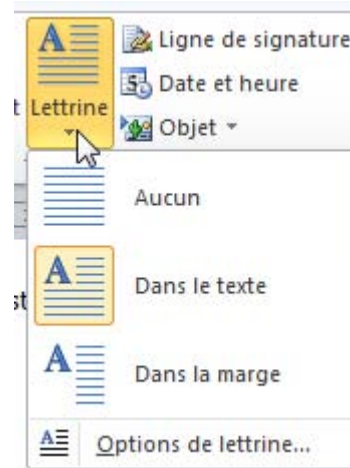 Ligne de signature
Date et heure
Lettrine
Objet
Aucun
Dans le texte
Dans la marge
Options de lettrine...